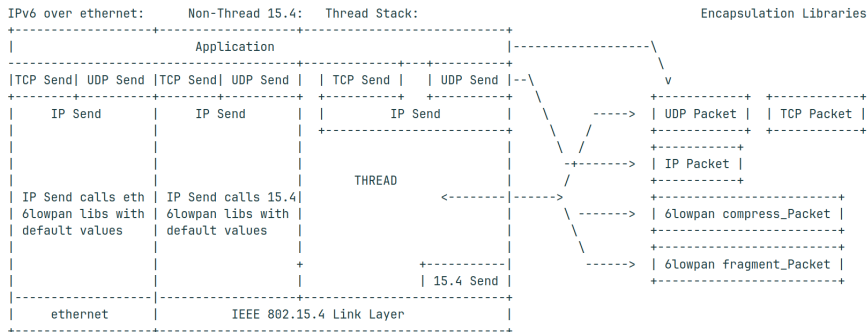 IPv6 over ethernet: Non-Thread 15.4: Thread Stack: Encapsulation Libraries
Application
TCP Send UDP Send TCP Send UDP Send TCP Send UDP Send
IP Send IP Send IP Send UDP Packet TCP Packet
IP Packet
THREAD
IP Send calls eth IP Send calls 15.4
6lowpan libs with 6lowpan libs with 6lowpan compress_Packet
default values default values
6lowpan fragment_Packet
15.4 Send
ethernet IEEE 802.15.4 Link Layer